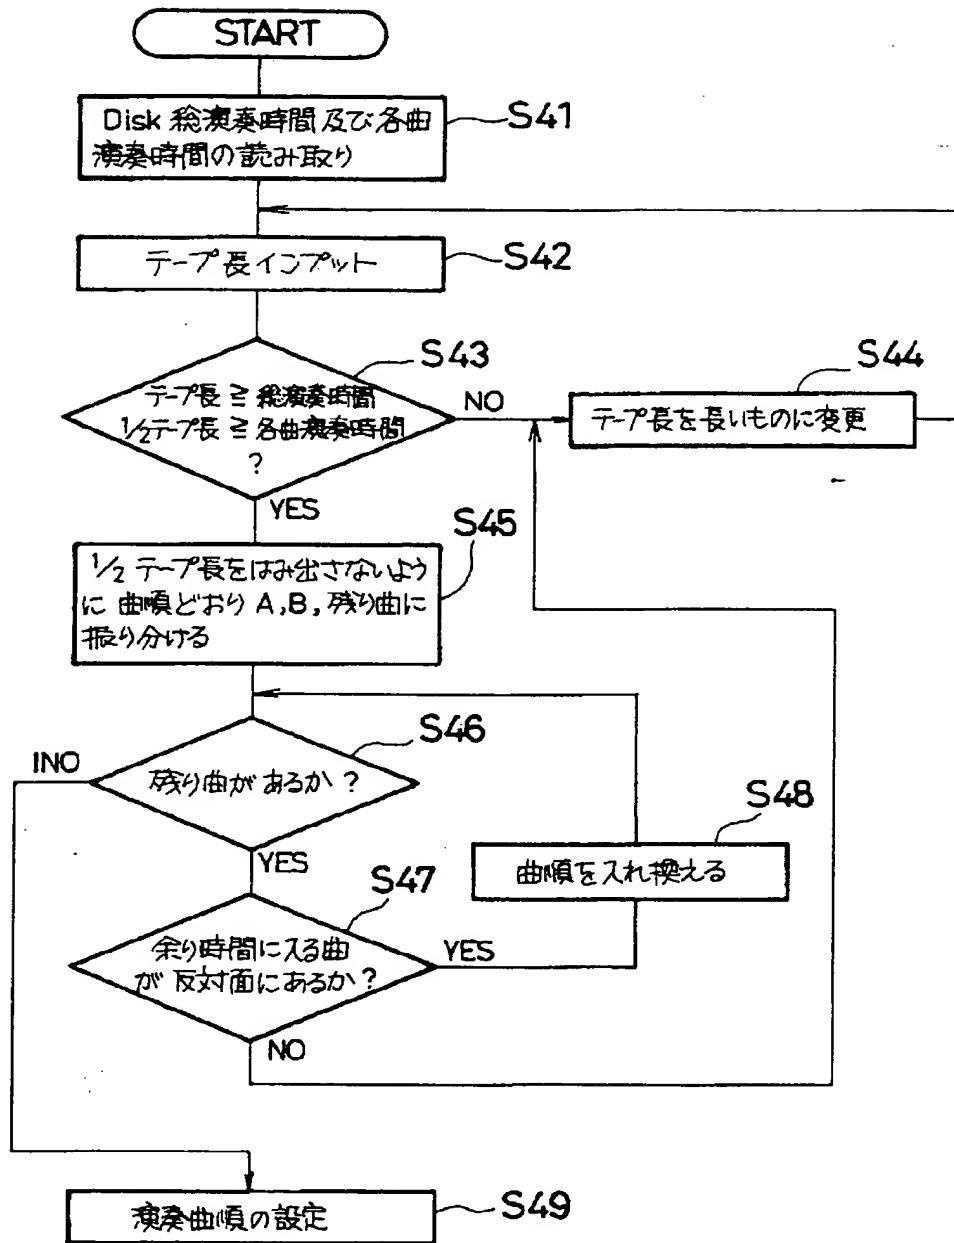 START
Disk 総演奏時間及び各曲
演奏時間の読み取り
S41
テープ長インプット
S42
S43
テープ長 ≧ 総演奏時間
1/2テープ長 ≧ 各曲演奏時間
?
NO
YES
S44
テープ長を長いものに変更
S45
1/2 テープ長をはみ出さないよう
に 曲順どおり A,B,残り曲に
振り分ける
S46
残り曲があるか?
INO
YES
S47
余り時間に入る曲
が反対面にあるか?
YES
NO
S48
曲順を入れ換える
演奏曲順の設定
S49